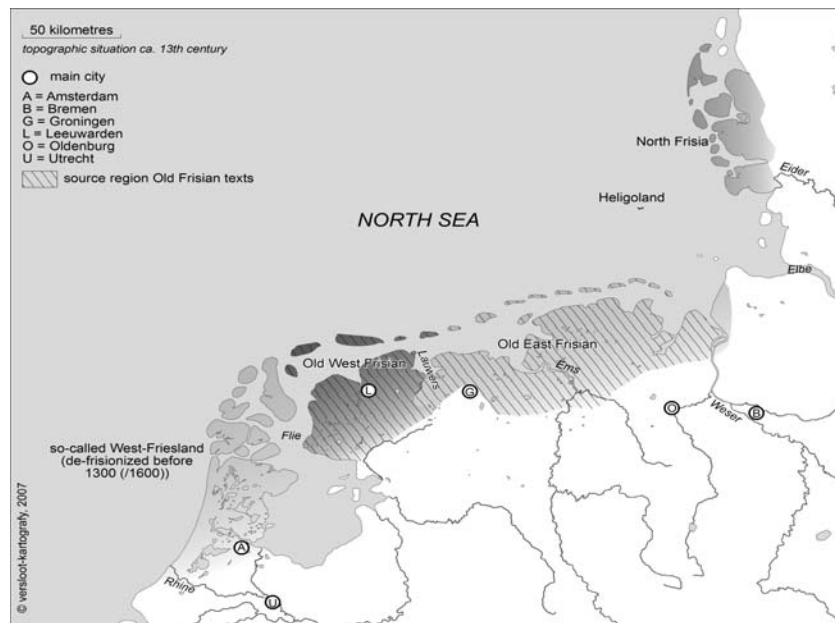 50 kilometres
topographic situation ca. 13th century
main city
A = Amsterdam
B = Bremen
G = Groningen
L = Leeuwarden
O = Oldenburg
U = Utrecht
source region Old Frisian texts
North Frisia
Eider
Heligoland
NORTH SEA
Elbe
Old East Frisian
Old West Frisian
Lauwers
Ems
L
G
O
B
Weser
Flie
so-called West-Friesland
(de-frisionized before
1300 (/1600))
A
Rhine
U
© versloot-kartografy, 2007